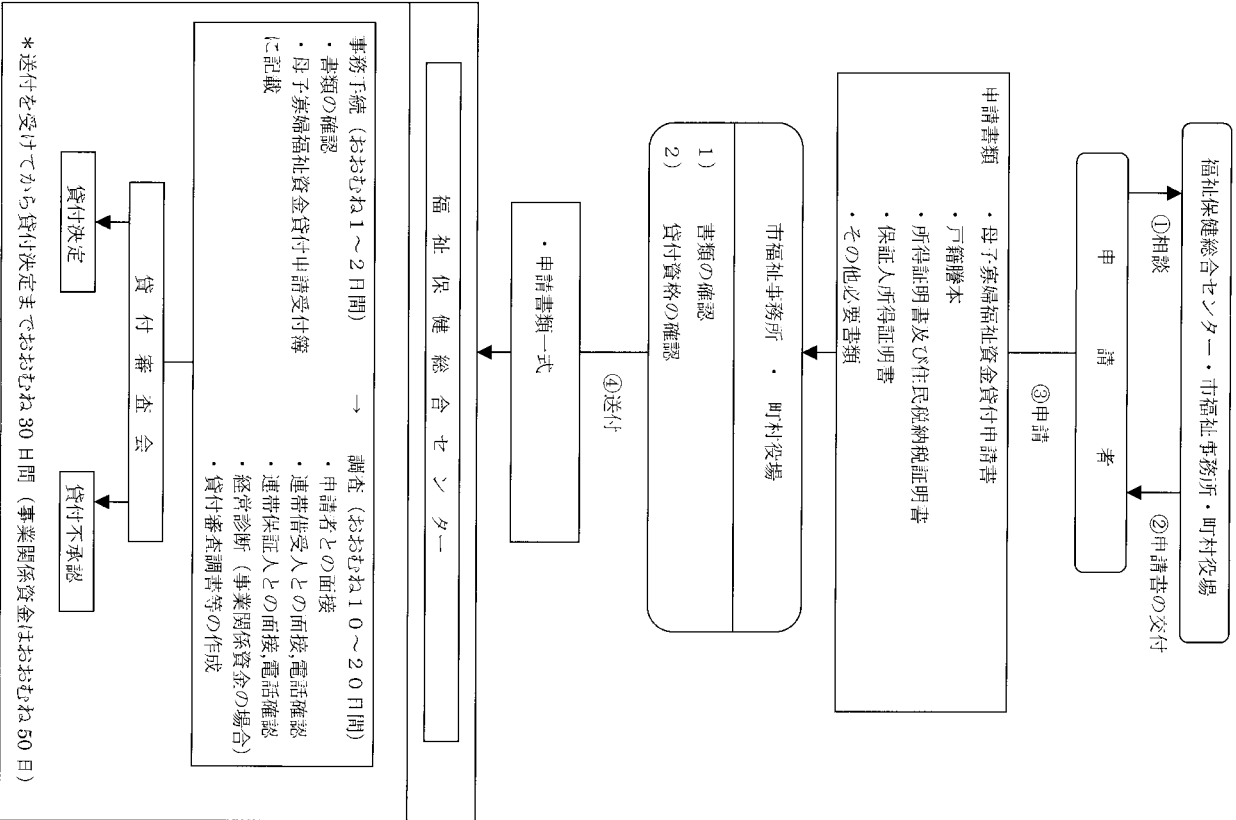 福祉保健総合センター・市福祉事務所・町村役場
①相談
②申請書の交付
申請者
③申請
申請書類
・母子寡婦福祉資金貸付申請書
・戸籍謄本
・所得証明書及び住民税納税証明書
・保証人所得証明書
・その他必要書類
市福祉事務所 ・ 町村役場
1) 書類の確認
2) 貸付資格の確認
④送付
・申請書類一式
福祉保健総合センター
事務手続（おおむね1～2日間） →
・書類の確認
・母子寡婦福祉資金貸付申請受付簿
に記載
調査（おおむね10～20日間）
・申請者との面接
・連帯借受人との面接,電話確認
・連帯保証人との面接,電話確認
・経営診断（事業関係資金の場合）
・貸付審査調書等の作成
貸付審査会
貸付決定
貸付不承認
*送付を受けてから貸付決定までおおむね30日間（事業関係資金はおおむね50日）